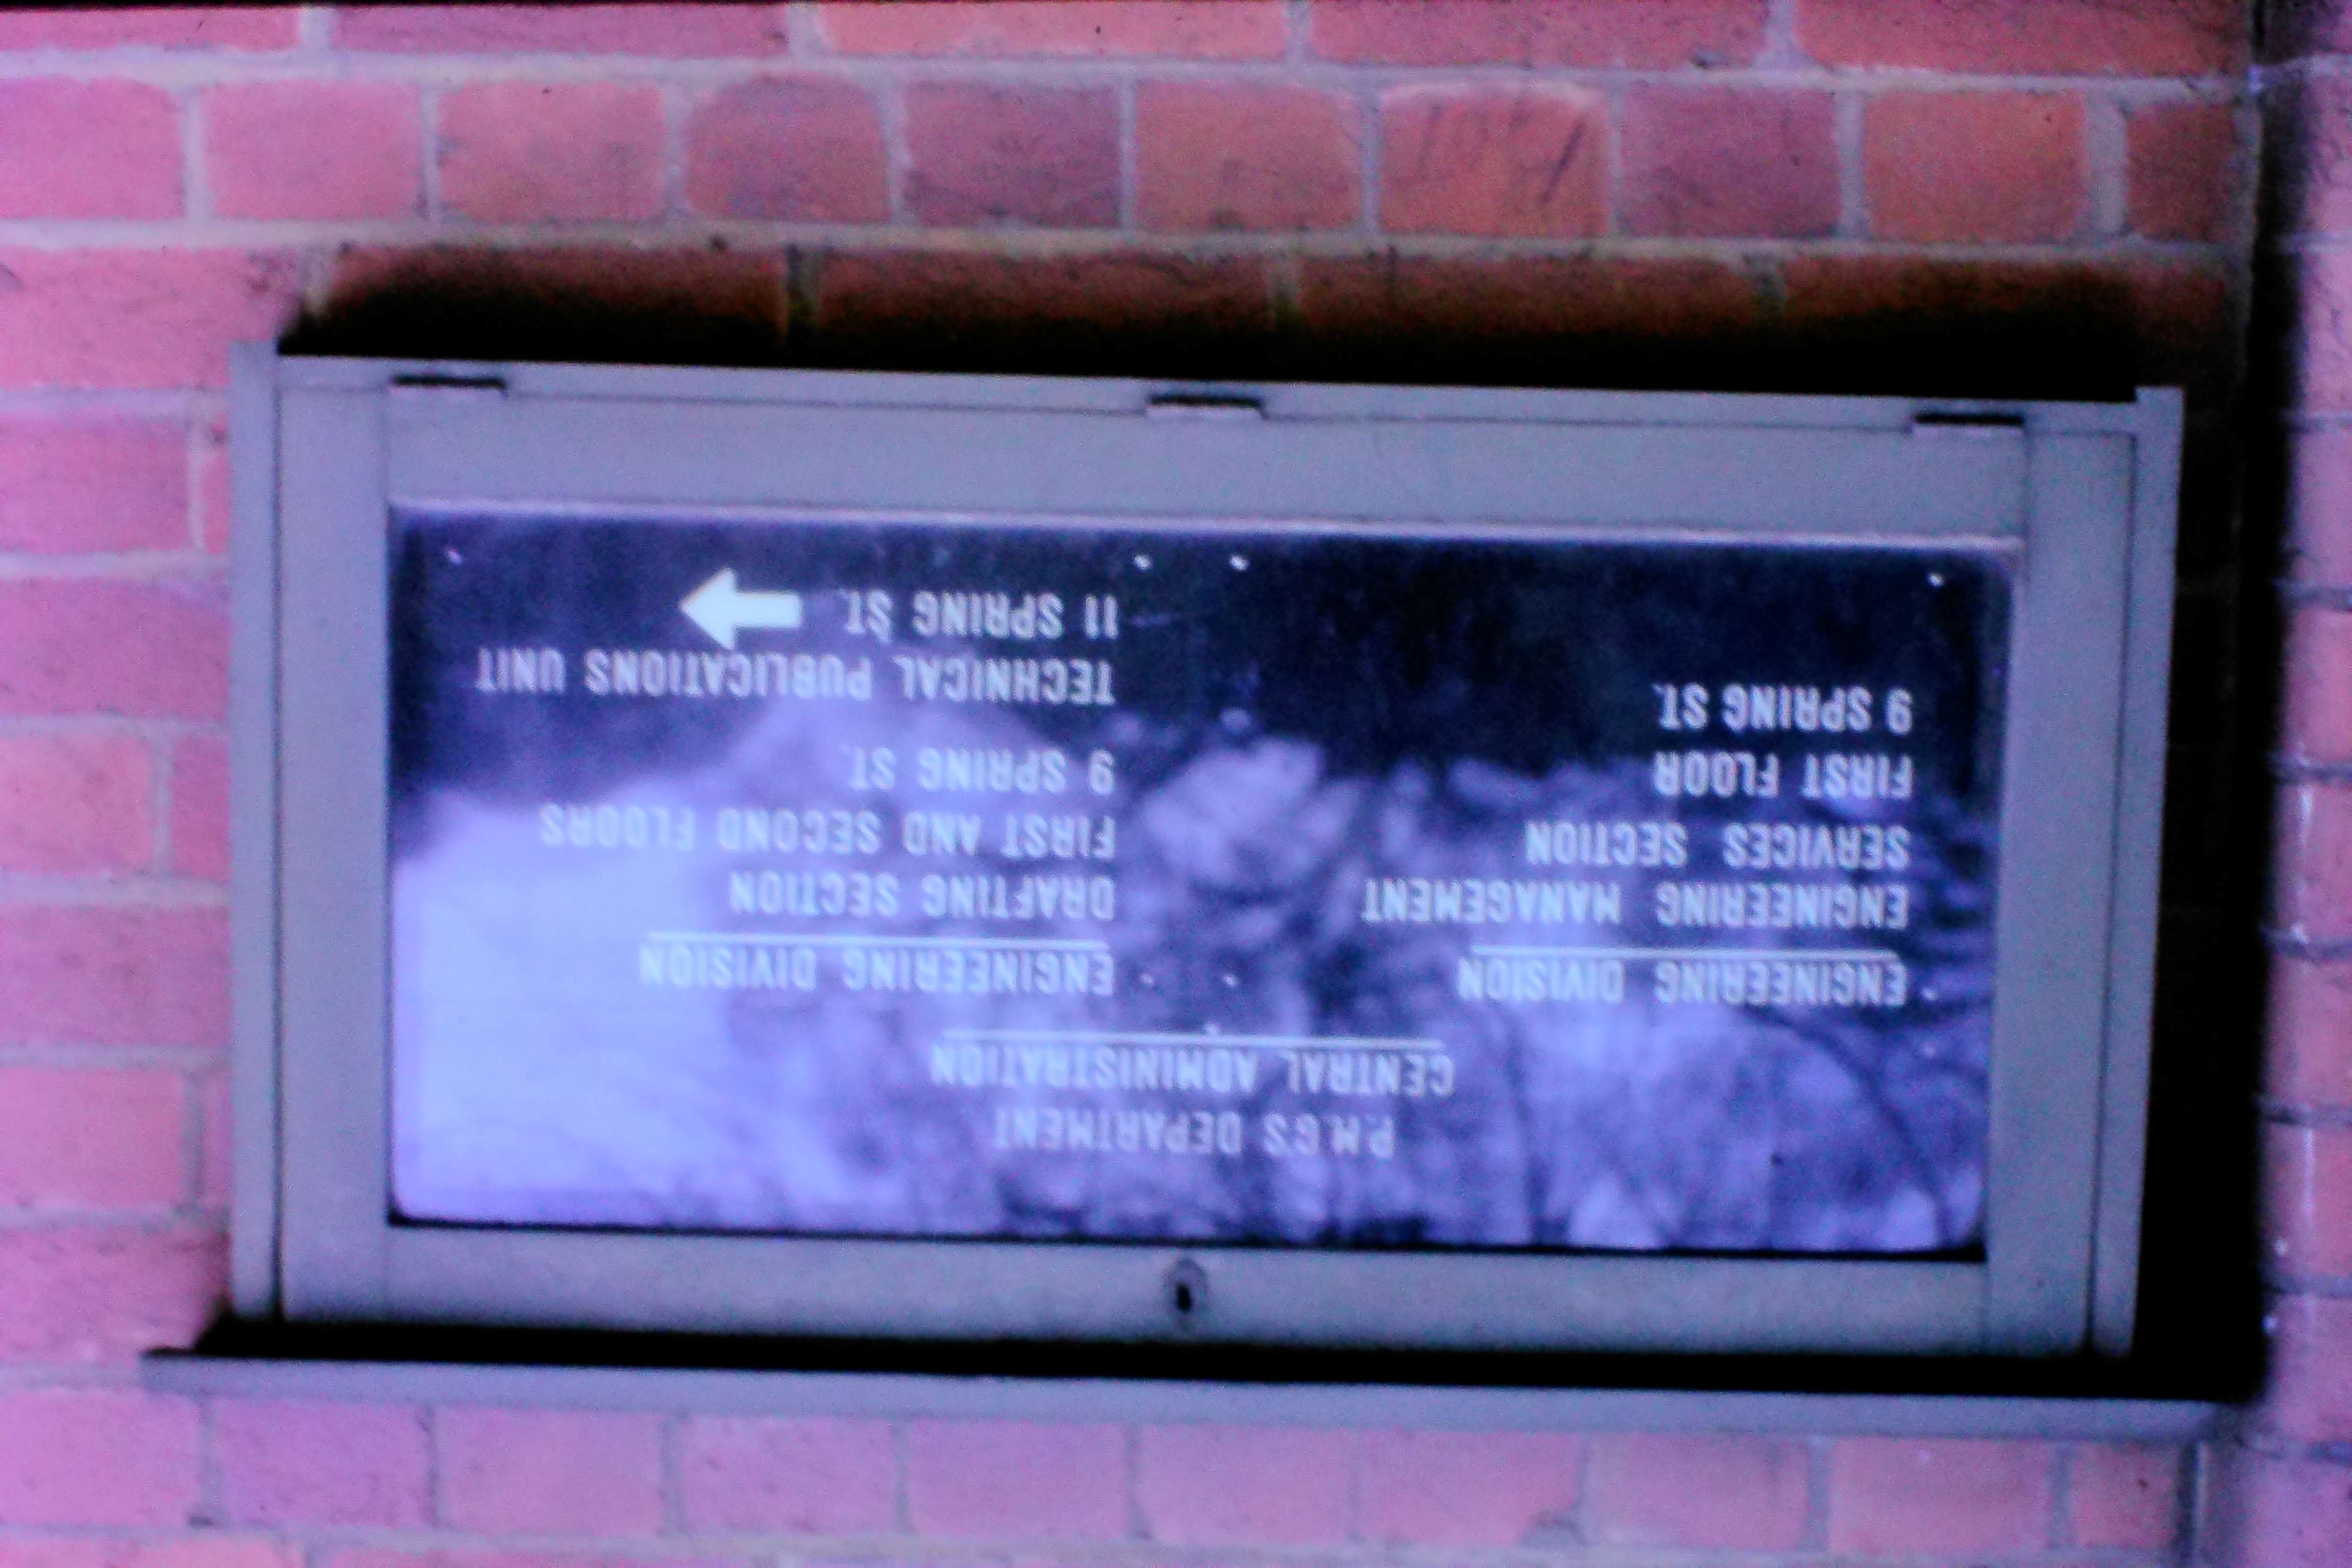 P.M.G'S DEPARTMENT
CENTRAL ADMINISTRATION
ENGINEERING DIVISION
ENGINEERING MANAGEMENT
SERVICES SECTION
FIRST FLOOR
9 SPRING ST.
ENGINEERING DIVISION
DRAFTING SECTION
FIRST AND SECOND FLOORS
9 SPRING ST.
TECHNICAL PUBLICATIONS UNIT
11 SPRING ST.